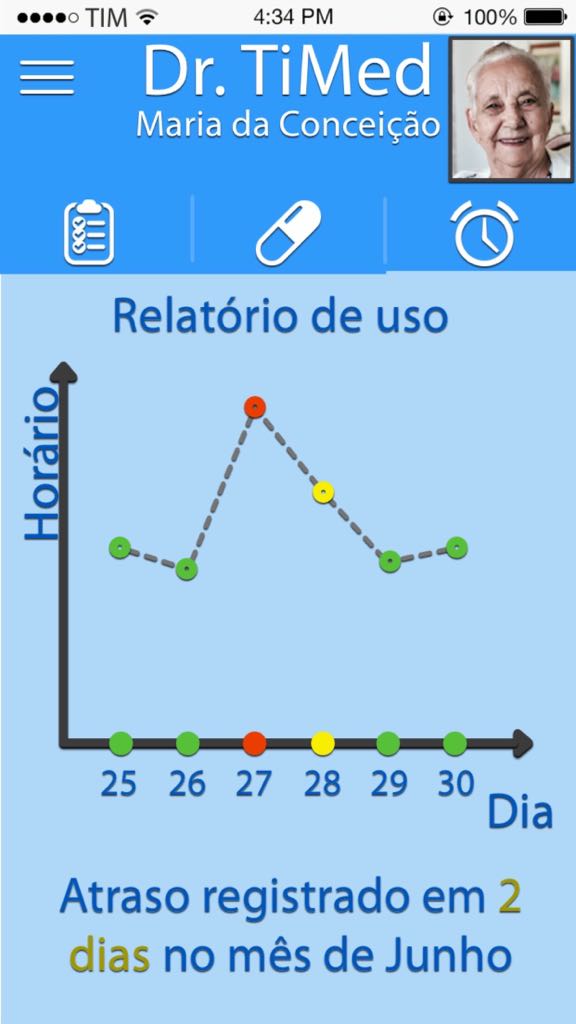 TIM 4:34 PM 100%
Dr. TiMed
Maria da Conceição
Relatório de uso
Horário
25 26 27 28 29 30
Dia
Atraso registrado em 2
dias no mês de Junho